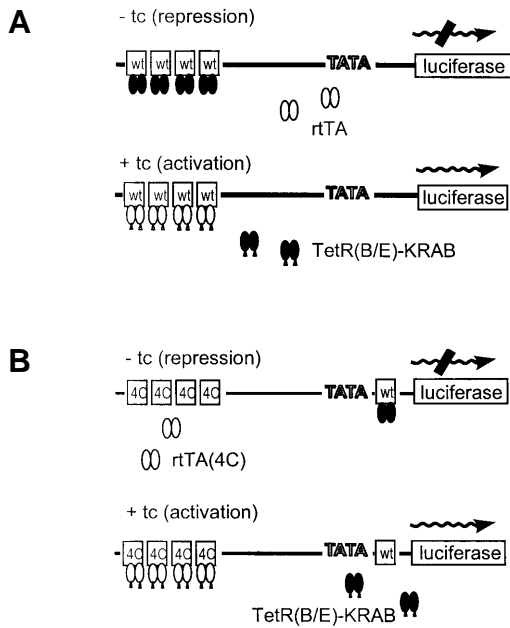 A
- tc (repression)
wt wt wt wt TATA luciferase
rtTA
+ tc (activation)
wt wt wt wt TATA luciferase
TetR(B/E)-KRAB
B
- tc (repression)
4C 4C 4C 4C TATA wt luciferase
rtTA(4C)
+ tc (activation)
4C 4C 4C 4C TATA wt luciferase
TetR(B/E)-KRAB